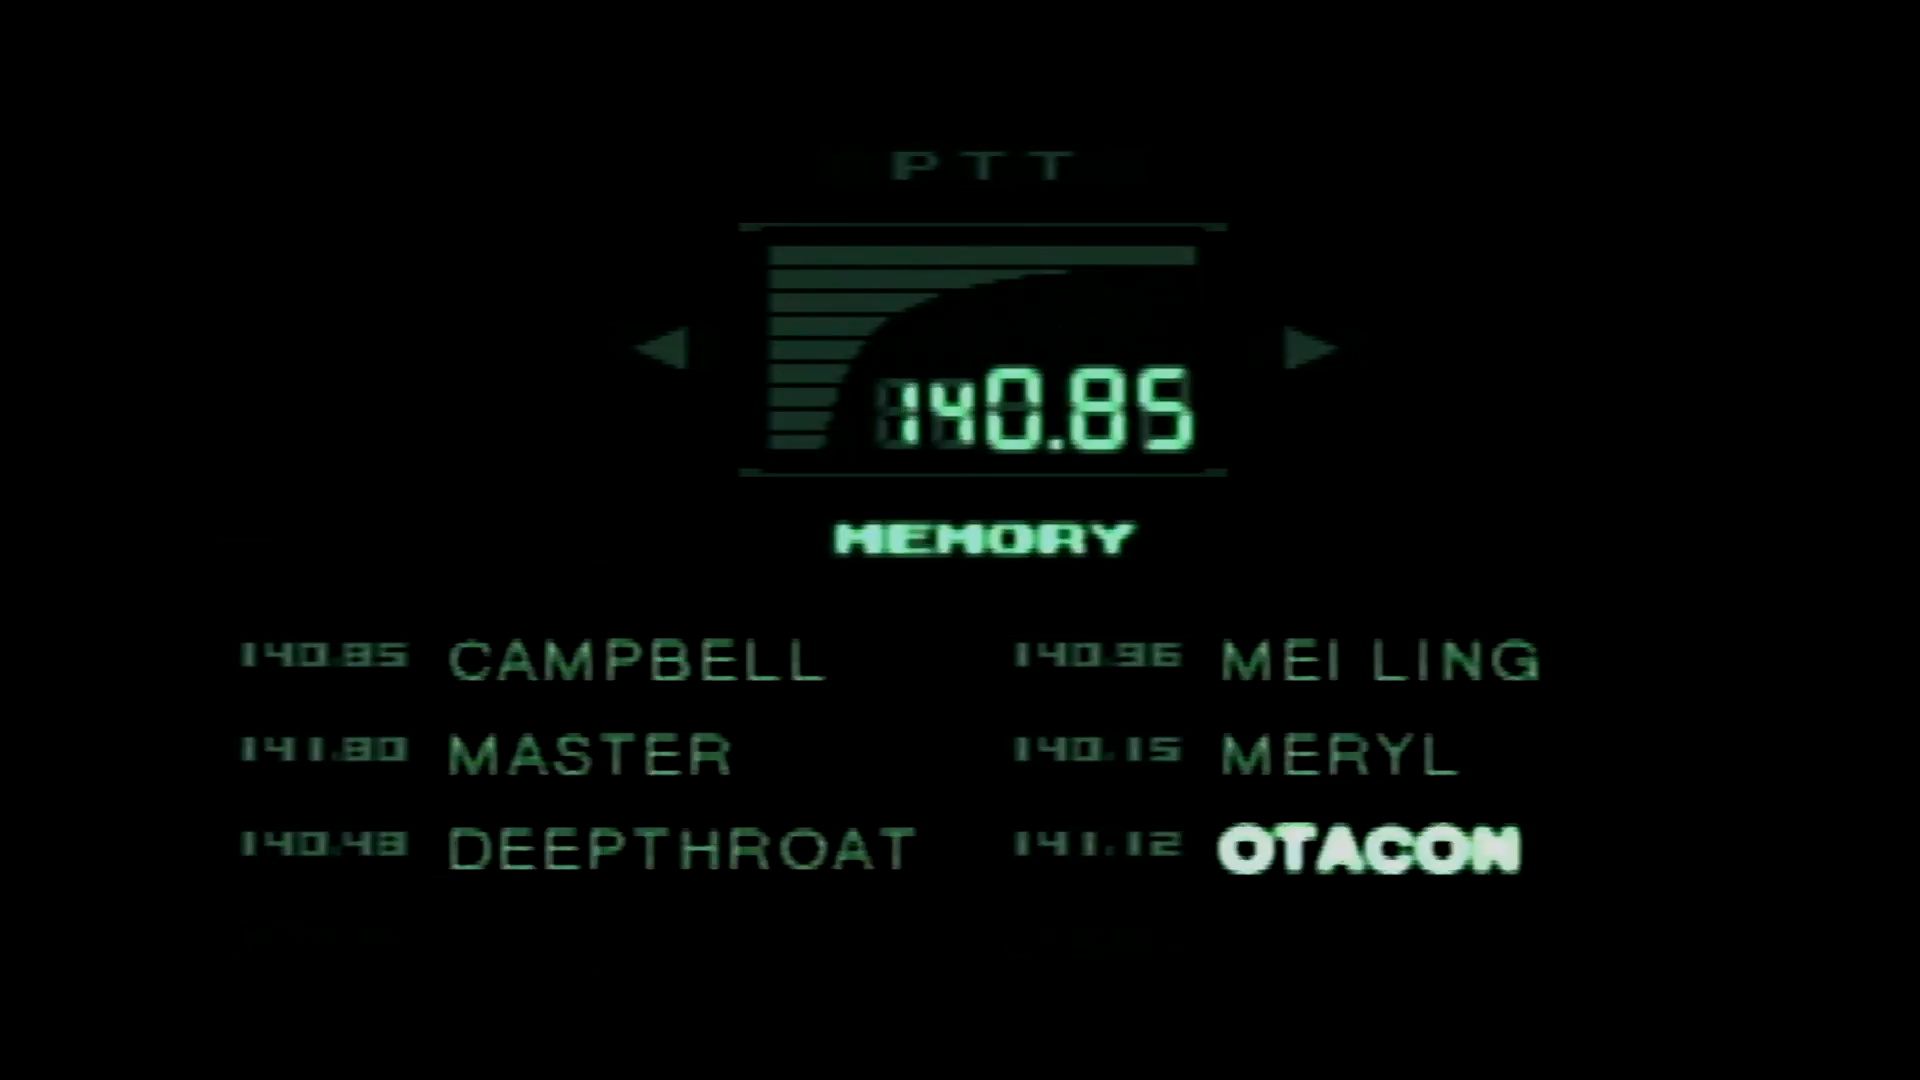 PTT
140.85
MEMORY
140.85 CAMPBELL 140.96 MEI LING
141.80 MASTER 140.15 MERYL
140.48 DEEPTHROAT 141.12 OTACON